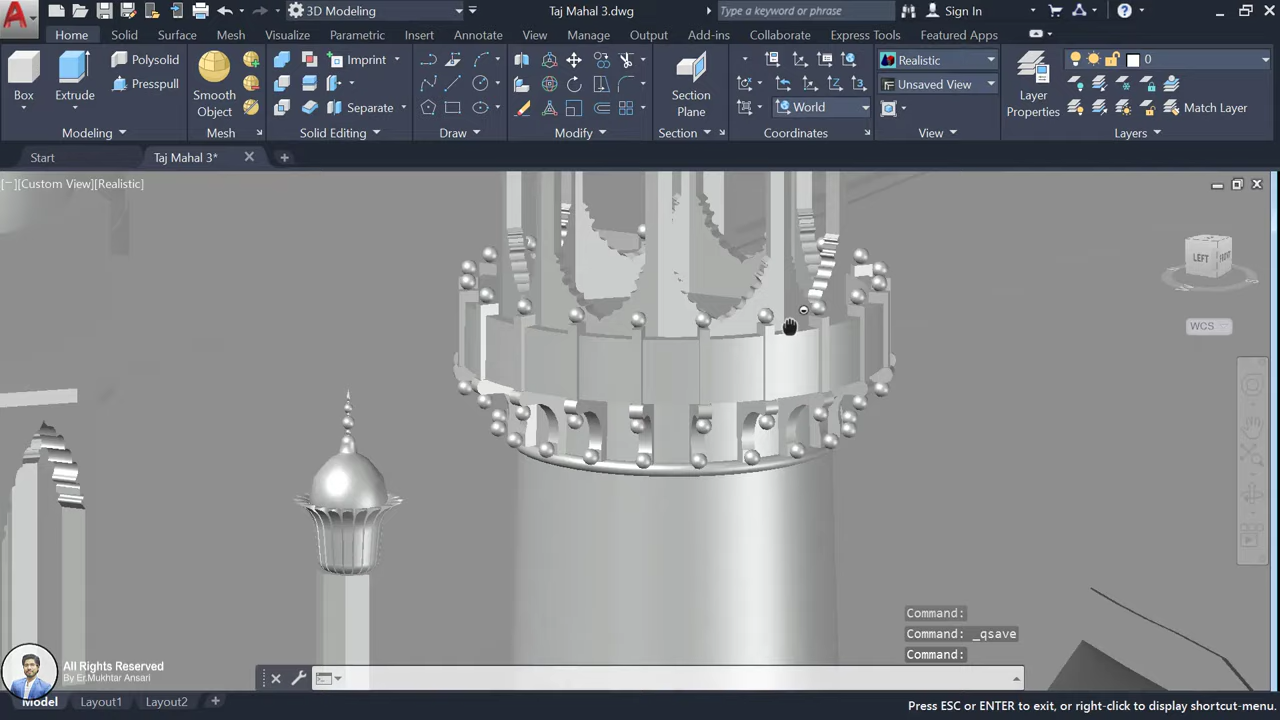 A 3D Modeling Taj Mahal 3.dwg Type a keyword or phrase Sign In ?
Home Solid Surface Mesh Visualize Parametric Insert Annotate View Manage Output Add-ins Collaborate Express Tools Featured Apps
Polysolid Imprint Realistic 0
Presspull Unsaved View
Box Extrude Smooth Object Separate Section Plane World Layer Properties Match Layer
Modeling Mesh Solid Editing Draw Modify Section Coordinates View Layers
Start Taj Mahal 3*
[−][Custom View][Realistic]
LEFT FRONT
WCS
Command:
Command: _qsave
Command:
All Rights Reserved
By Er.Mukhtar Ansari
Model Layout1 Layout2 + Press ESC or ENTER to exit, or right-click to display shortcut-menu.